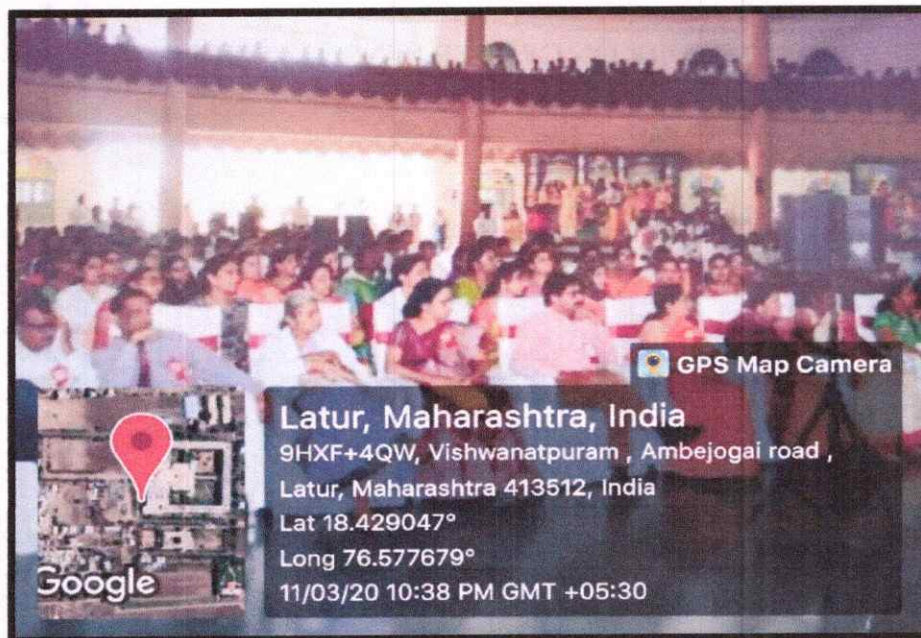 GPS Map Camera
Latur, Maharashtra, India
9HXF+4QW, Vishwanatpuram , Ambejogai road ,
Latur, Maharashtra 413512, India
Lat 18.429047°
Long 76.577679°
11/03/20 10:38 PM GMT +05:30
Google